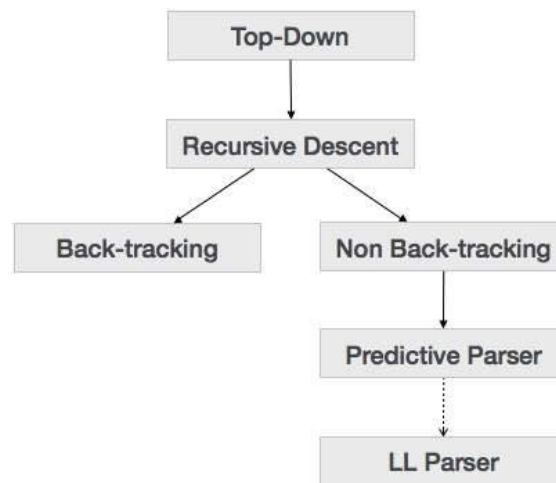 Top-Down
Recursive Descent
Back-tracking
Non Back-tracking
Predictive Parser
LL Parser